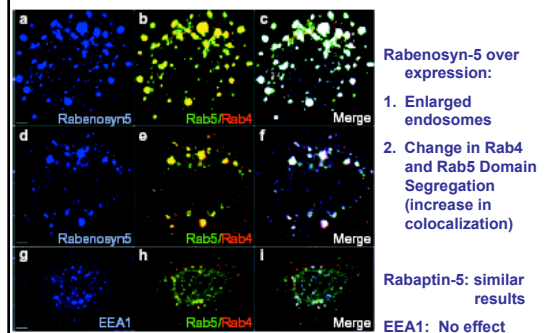 a
b
c
Rabenosyn5
Rab5/Rab4
Merge
d
e
f
Rabenosyn5
Rab5/Rab4
Merge
g
h
i
EEA1
Rab5/Rab4
Merge
Rabenosyn-5 over
expression:
1. Enlarged
endosomes
2. Change in Rab4
and Rab5 Domain
Segregation
(increase in
colocalization)
Rabaptin-5: similar
results
EEA1: No effect